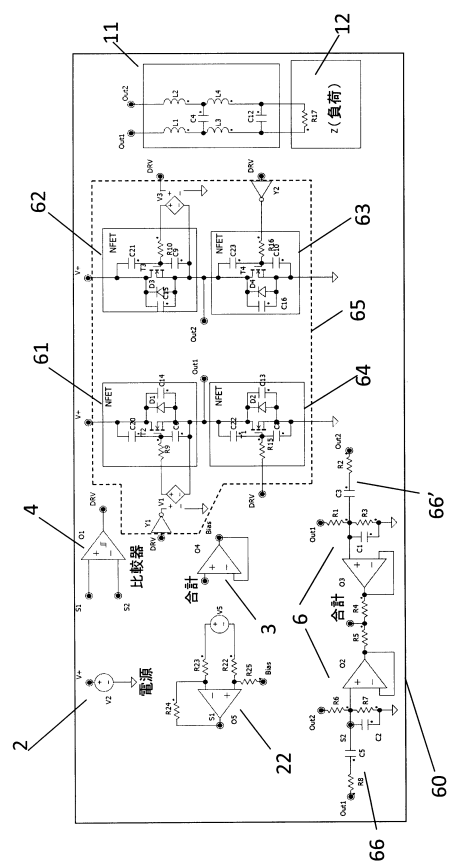 2
V+
V2
電源
4
S1
S2
O1
DRV
比較器
61
V+
NFET
C20
T2
D1
C14
R9
V1
Y1
DRV
Out1
NFET
C22
T1
D2
C13
R15
DRV
64
62
V+
NFET
C21
T3
D3
C15
R10
C9
V3
DRV
Out2
NFET
C23
T4
D4
C16
R16
C10
Y2
DRV
63
65
11
Out1
Out2
L1
L2
C4
L3
L4
C12
R17
Z(負荷)
12
22
R24
R23
R22
R25
V5
S1
O5
Bias
合計
O4
Bias
3
66
Out1
R8
C5
Out2
R6
S2
R7
C2
O2
R5
合計
R4
O3
6
Out1
R1
R3
C1
C3
R2
Out2
66'
60